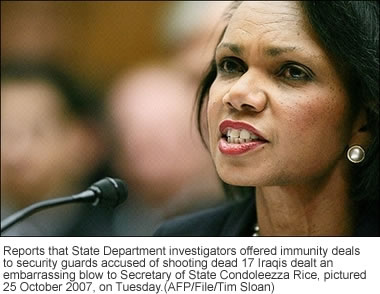 Reports that State Department investigators offered immunity deals
to security guards accused of shooting dead 17 Iraqis dealt an
embarrassing blow to Secretary of State Condoleezza Rice, pictured
25 October 2007, on Tuesday.(AFP/File/Tim Sloan)